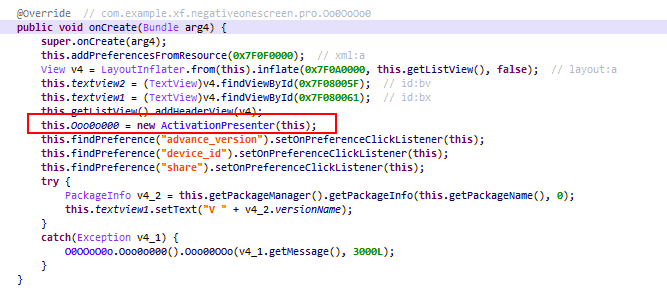 @Override  // com.example.xf.negativeonescreen.pro.Oo0Oo0o0
public void onCreate(Bundle arg4) {
super.onCreate(arg4);
this.addPreferencesFromResource(0x7F0F0000);  // xml:a
View v4 = LayoutInflater.from(this).inflate(0x7F0A0000, this.getListView(), false);  // layout:a
this.textview2 = (TextView)v4.findViewById(0x7F08005F);  // id:bv
this.textview1 = (TextView)v4.findViewById(0x7F080061);  // id:bx
this.getListView().addHeaderView(v4);
this.Ooo0o000 = new ActivationPresenter(this);
this.findPreference("advance_version").setOnPreferenceClickListener(this);
this.findPreference("device_id").setOnPreferenceClickListener(this);
this.findPreference("share").setOnPreferenceClickListener(this);
try {
PackageInfo v4_2 = this.getPackageManager().getPackageInfo(this.getPackageName(), 0);
this.textview1.setText("V " + v4_2.versionName);
}
catch(Exception v4_1) {
O0OOoO0o.Ooo0o000().Ooo00OOo(v4_1.getMessage(), 3000L);
}
}